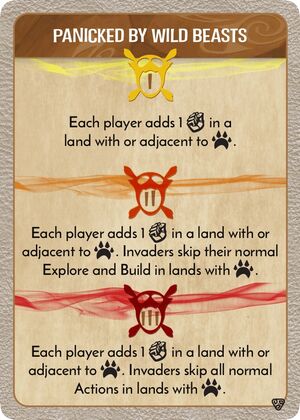 PANICKED BY WILD BEASTS
I
Each player adds 1 in a
land with or adjacent to .
II
Each player adds 1 in a land with or
adjacent to . Invaders skip their normal
Explore and Build in lands with .
III
Each player adds 1 in a land with or
adjacent to . Invaders skip all normal
Actions in lands with .